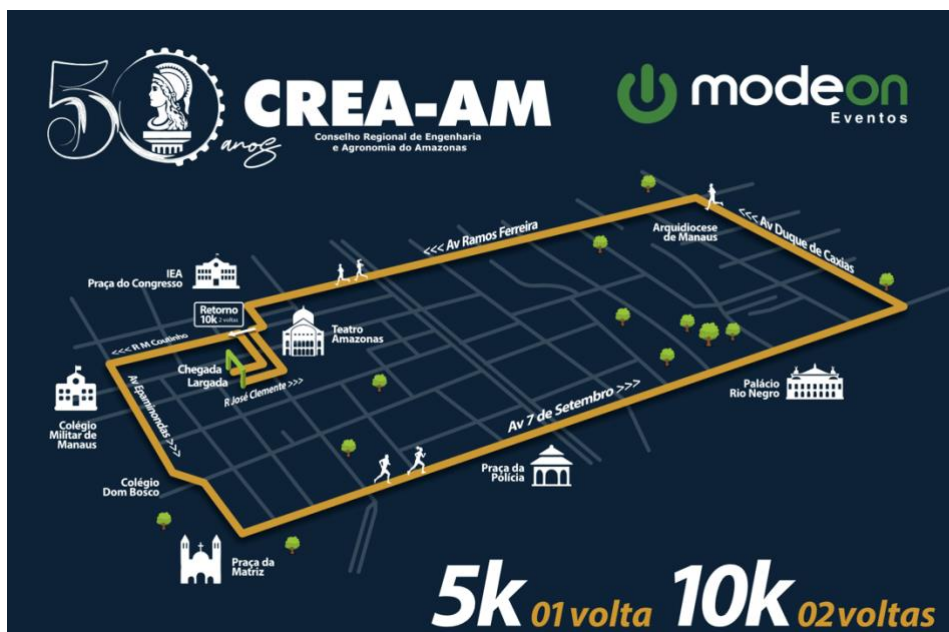 50 anos
CREA-AM
Conselho Regional de Engenharia
e Agronomia do Amazonas
modeon
Eventos
<<< Av Ramos Ferreira
Arquidiocese
de Manaus
<<< Av Duque de Caxias
IEA
Praça do Congresso
Retorno
10k 2 voltas
Teatro
Amazonas
<<< R M Coutinho
Chegada
Largada
R José Clemente >>>
Av Epaminondas >>>
Colégio
Militar de
Manaus
Av 7 de Setembro >>>
Palácio
Rio Negro
Praça da
Polícia
Colégio
Dom Bosco
Praça da
Matriz
5k 01 volta 10k 02 voltas